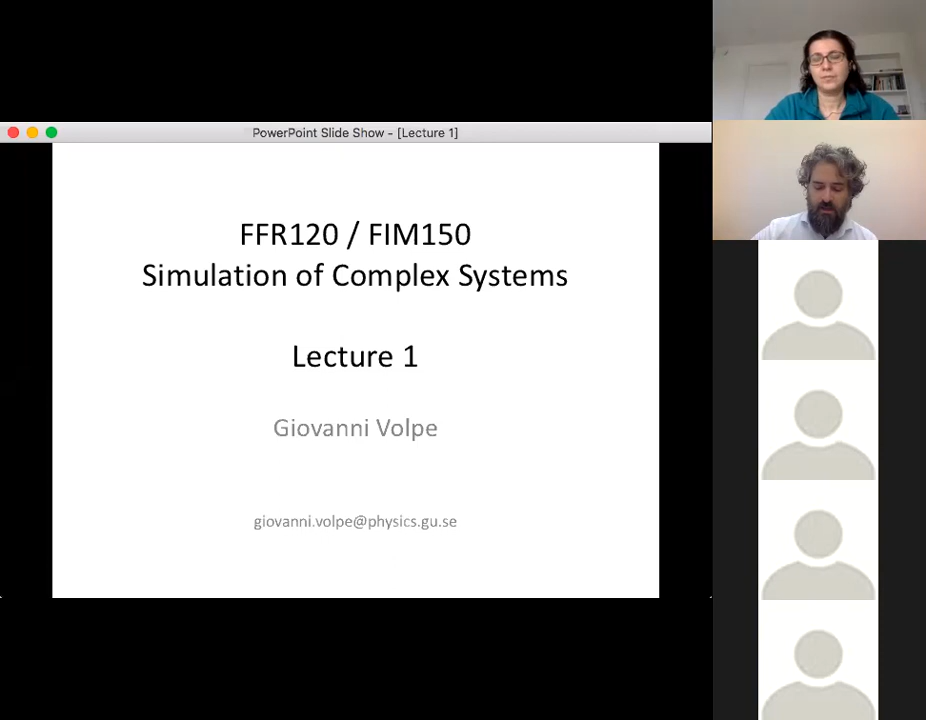 PowerPoint Slide Show - [Lecture 1]
FFR120 / FIM150
Simulation of Complex Systems
Lecture 1
Giovanni Volpe
giovanni.volpe@physics.gu.se